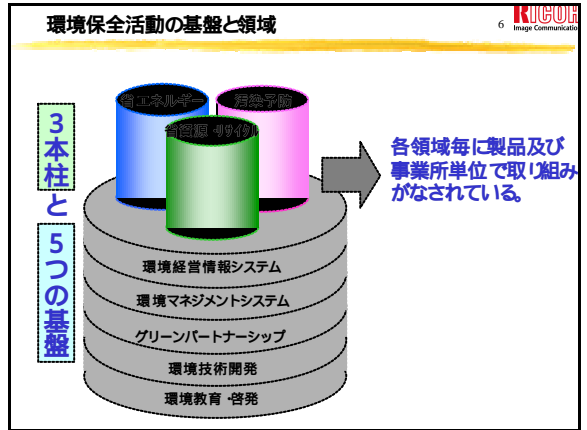 環境保全活動の基盤と領域
6
RICOH
Image Communication
省エネルギー
汚染予防
省資源・リサイクル
3本柱と5つの基盤
各領域毎に製品及び
事業所単位で取り組み
がなされている。
環境経営情報システム
環境マネジメントシステム
グリーンパートナーシップ
環境技術開発
環境教育・啓発